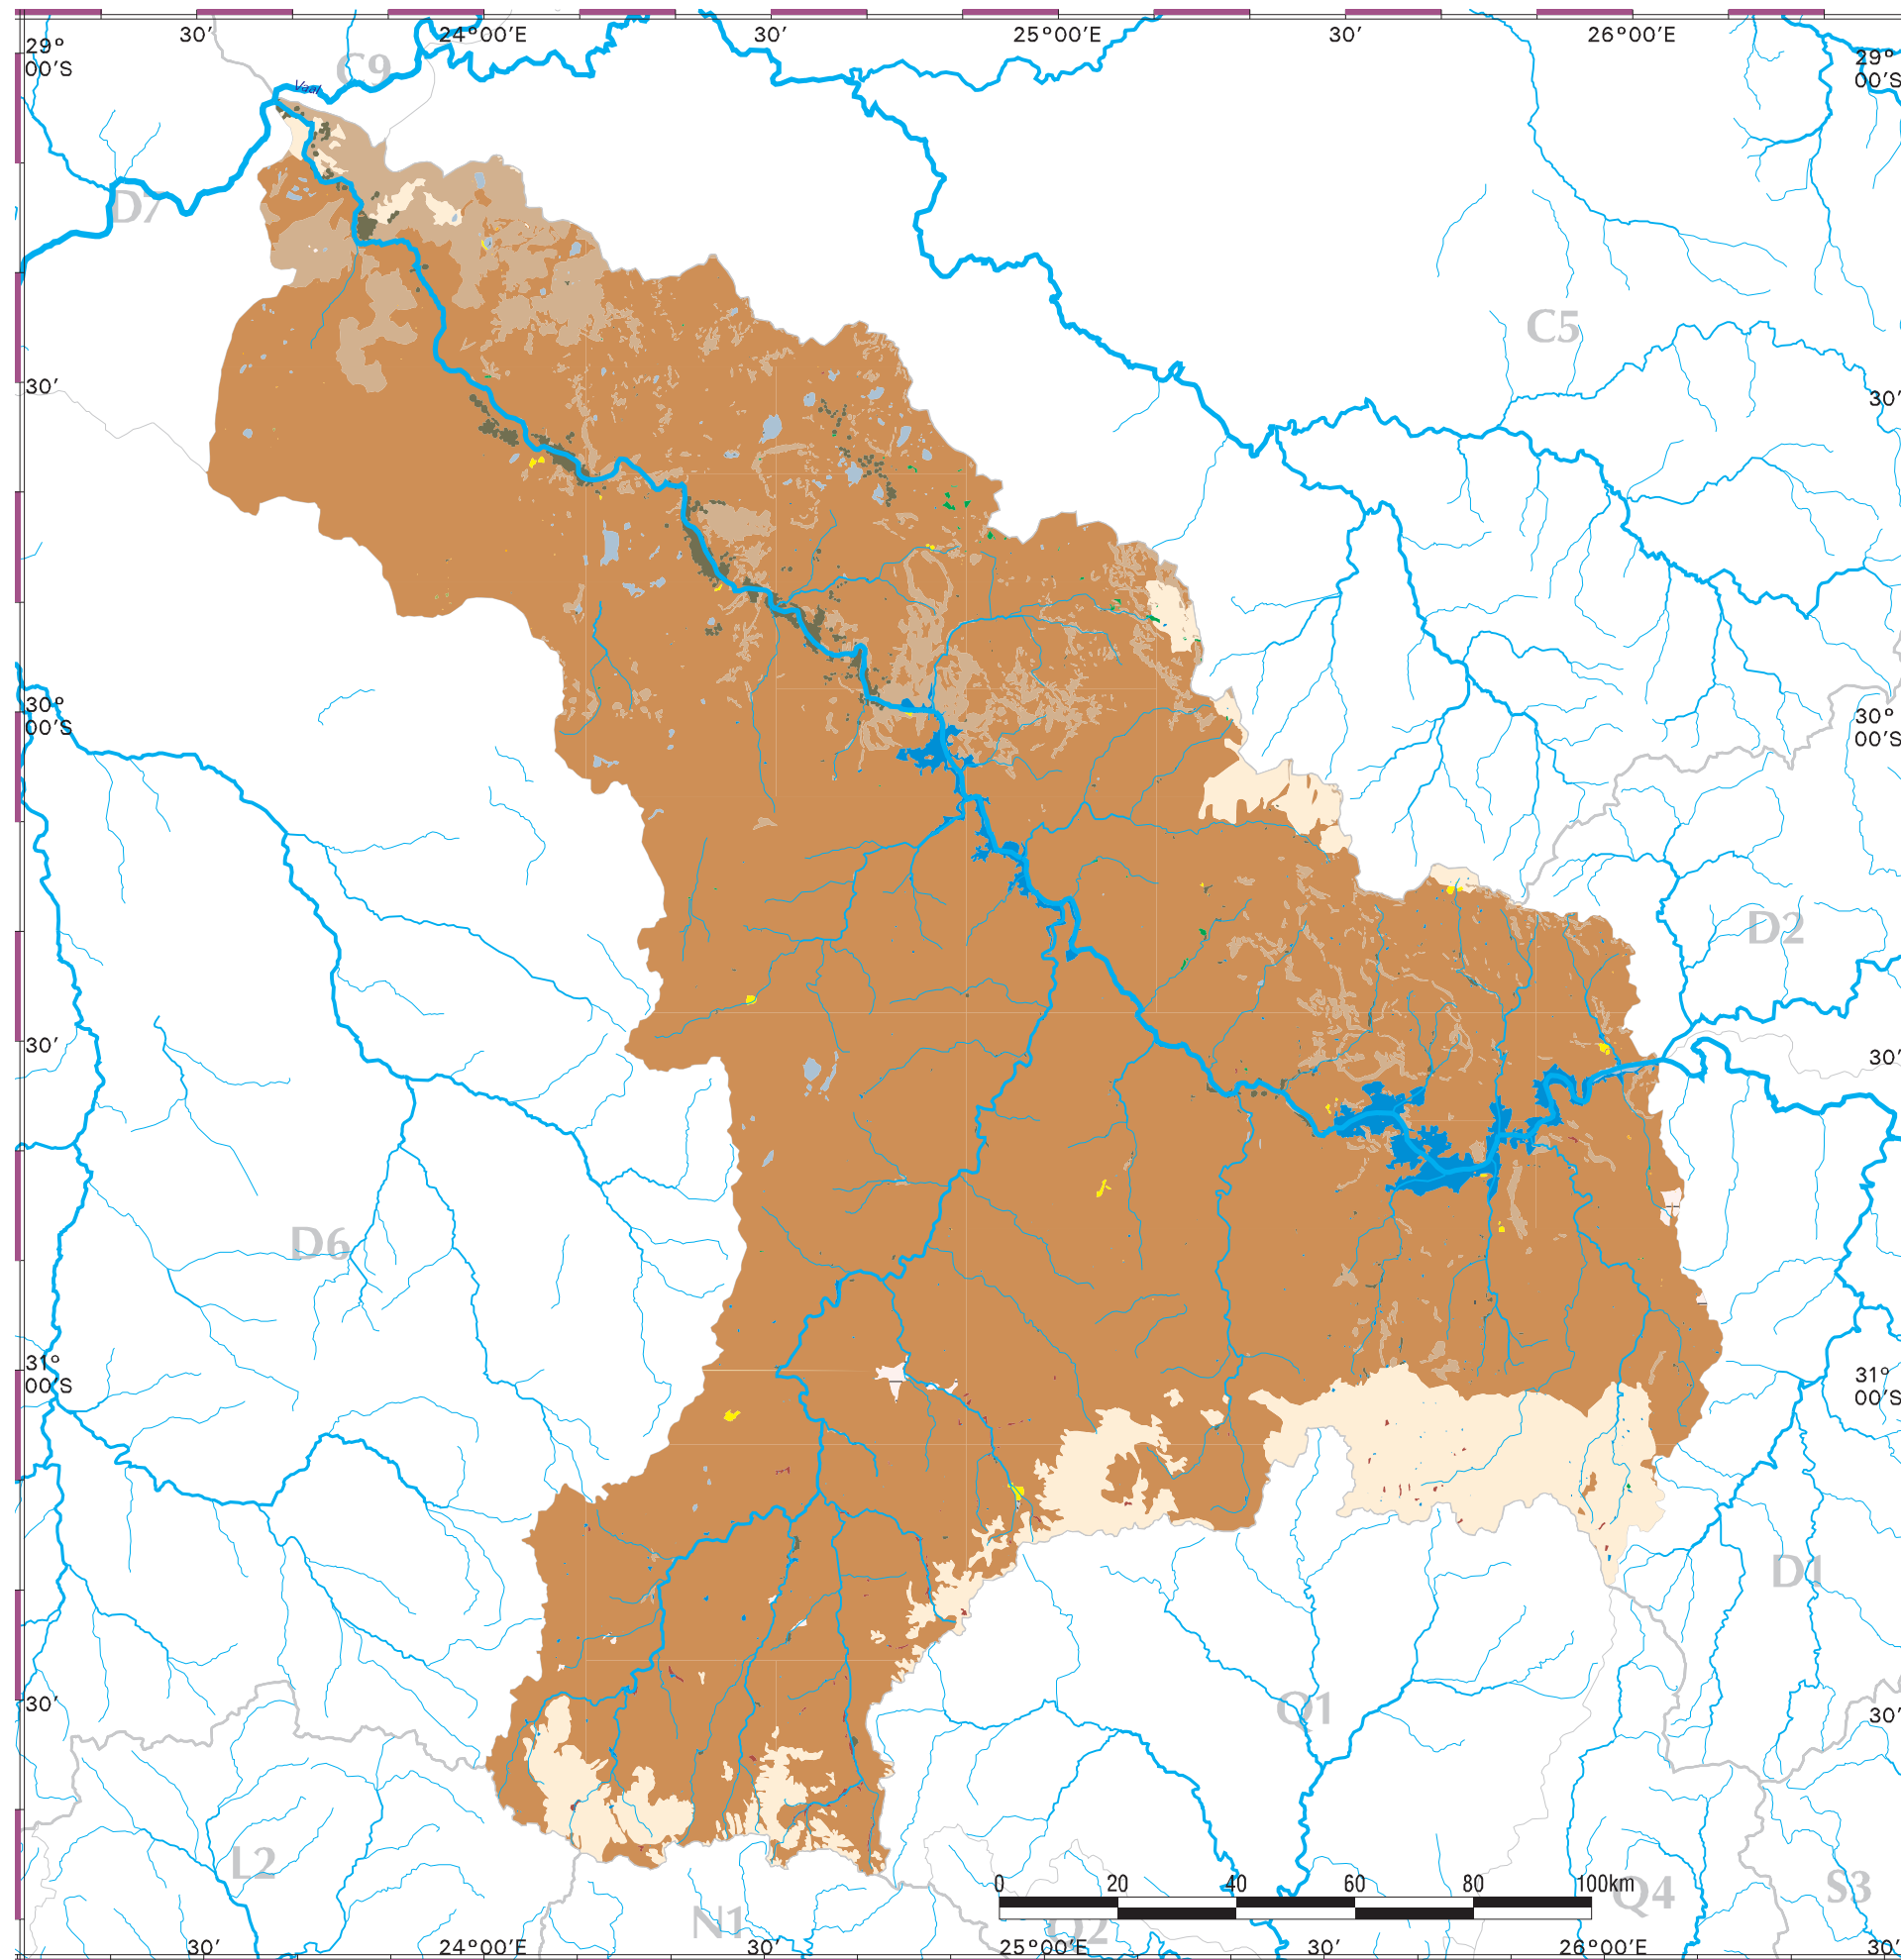 30′ 24°00′E 30′ 25°00′E 30′ 26°00′E
29°
00′S
29°
00′S
C9
Vaal
D7
C5
30′
30′
30°
00′S
30°
00′S
D2
30′
30′
D6
31°
00′S
31°
00′S
D1
30′
Q1
30′
L2
0 20 40 60 80 100km
N1
Q4
S3
30′ 24°00′E 30′ 25°00′E 30′ 26°00′E 30′